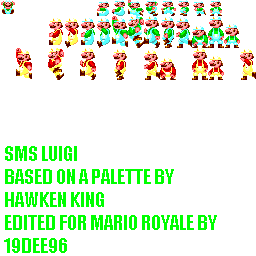 SMS LUIGI
BASED ON A PALETTE BY
HAWKEN KING
EDITED FOR MARIO ROYALE BY
19DEE96